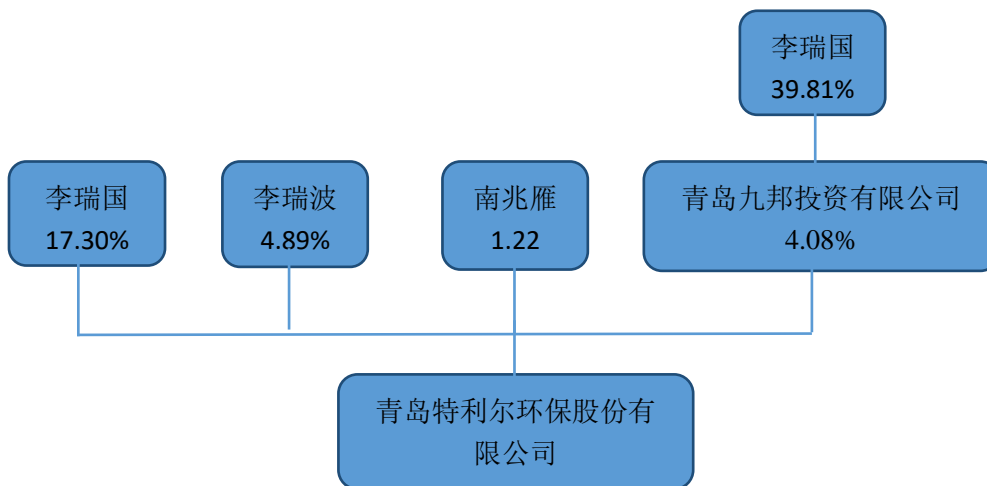 李瑞国
39.81%
李瑞国
17.30%
李瑞波
4.89%
南兆雁
1.22
青岛九邦投资有限公司
4.08%
青岛特利尔环保股份有
限公司